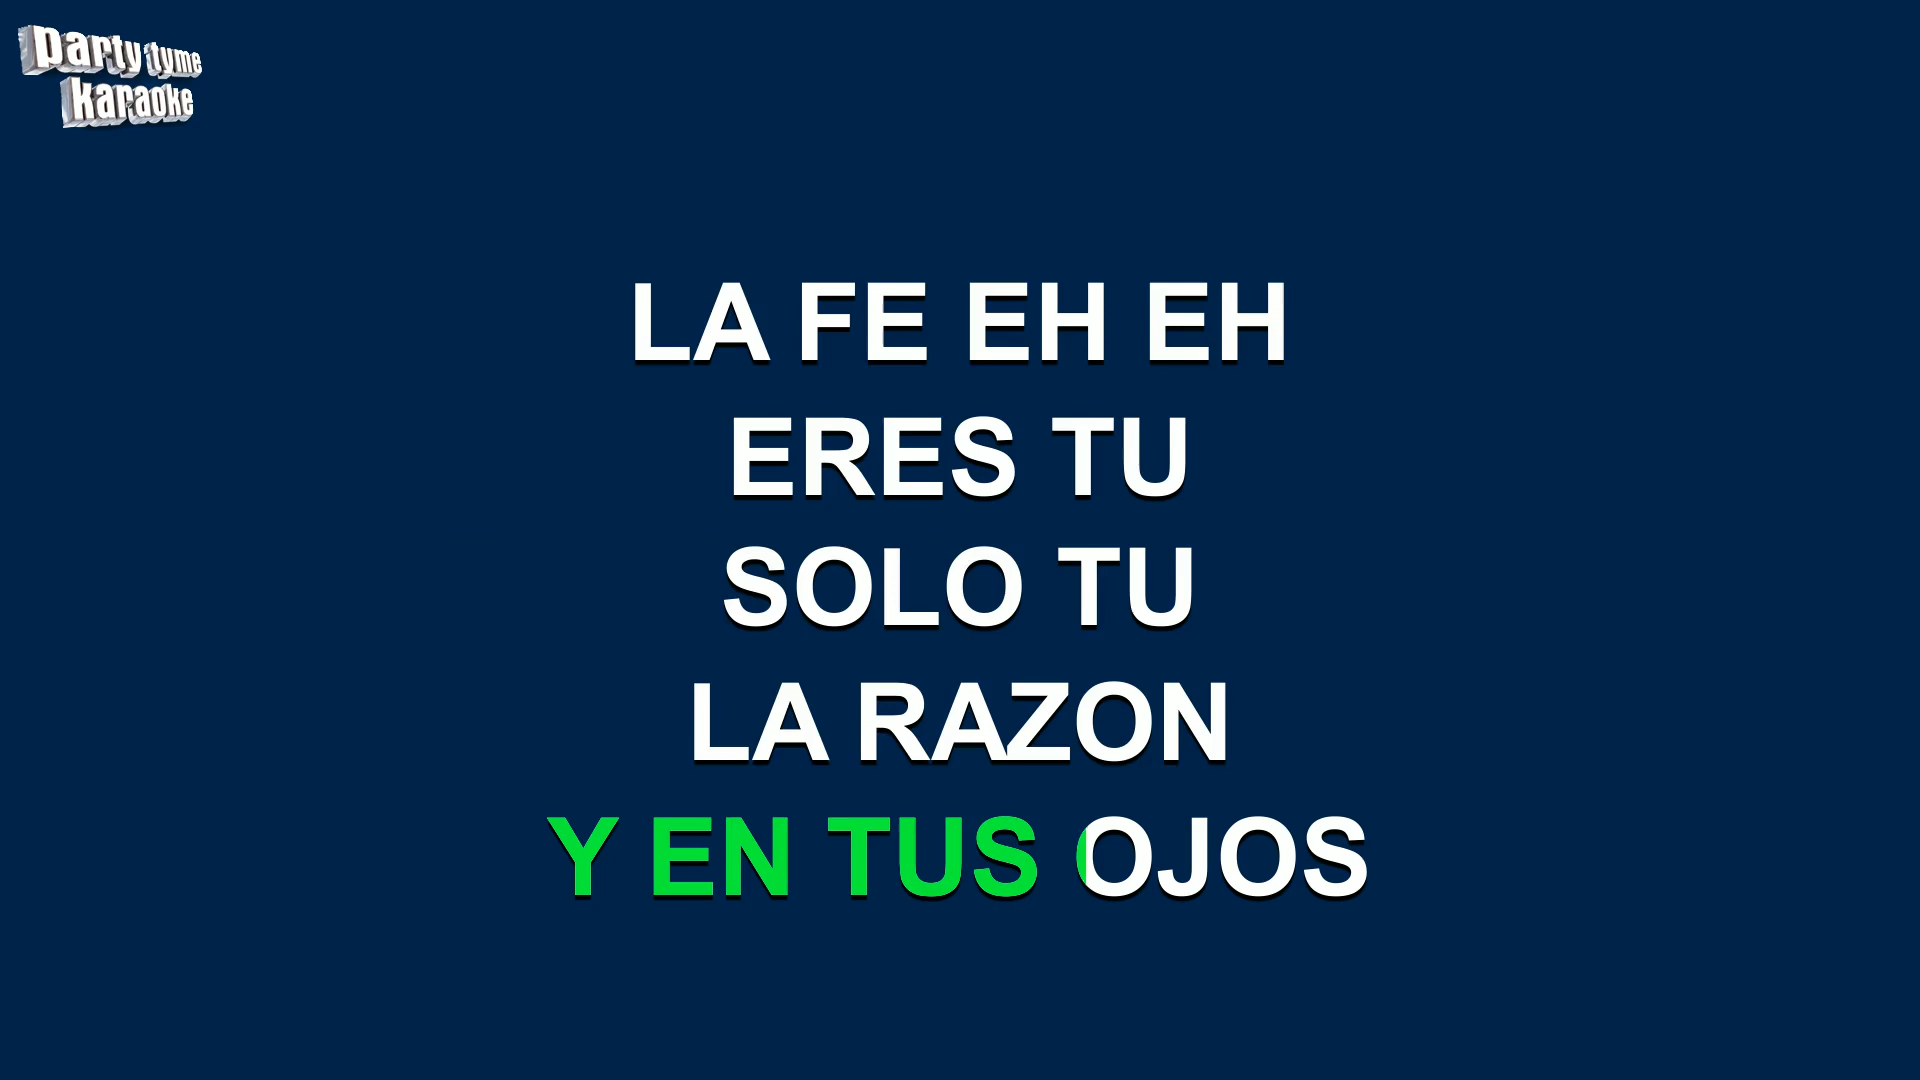 party tyme
karaoke
LA FE EH EH
ERES TU
SOLO TU
LA RAZON
Y EN TUS OJOS